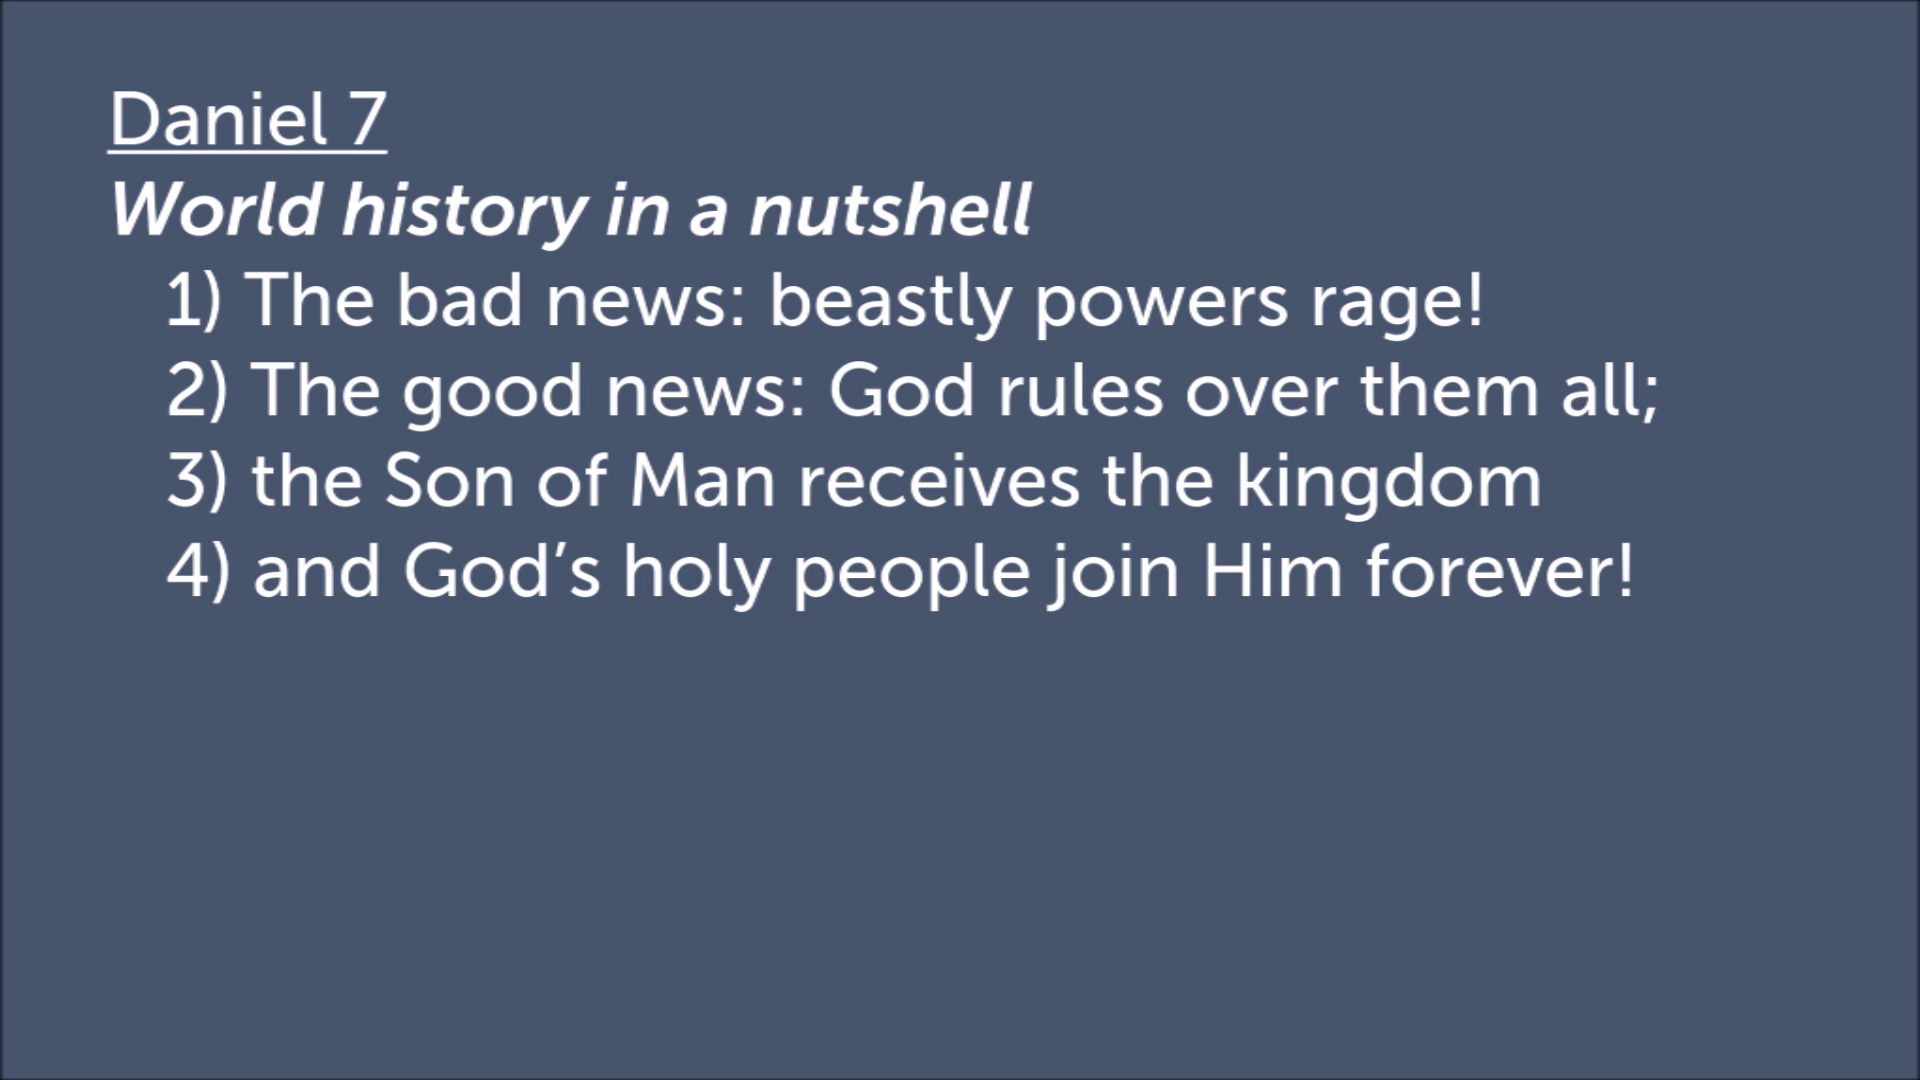 Daniel 7
World history in a nutshell
1) The bad news: beastly powers rage!
2) The good news: God rules over them all;
3) the Son of Man receives the kingdom
4) and God’s holy people join Him forever!